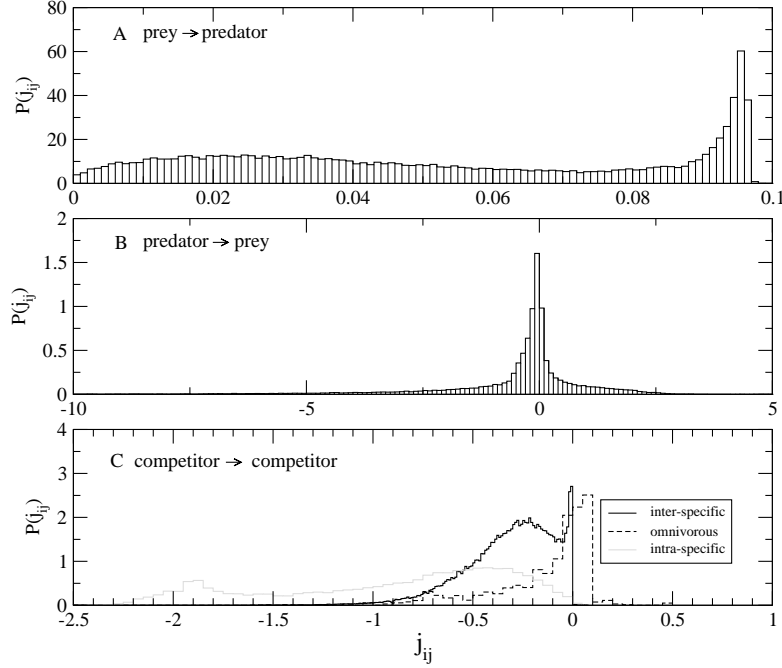 80
60
40
20
0
P(j_ij)
A prey → predator
0 0.02 0.04 0.06 0.08 0.1
2
1.5
1
0.5
0
P(j_ij)
B predator → prey
-10 -5 0 5
4
3
2
1
0
P(j_ij)
C competitor → competitor
inter-specific
omnivorous
intra-specific
-2.5 -2 -1.5 -1 -0.5 0 0.5 1
j_ij